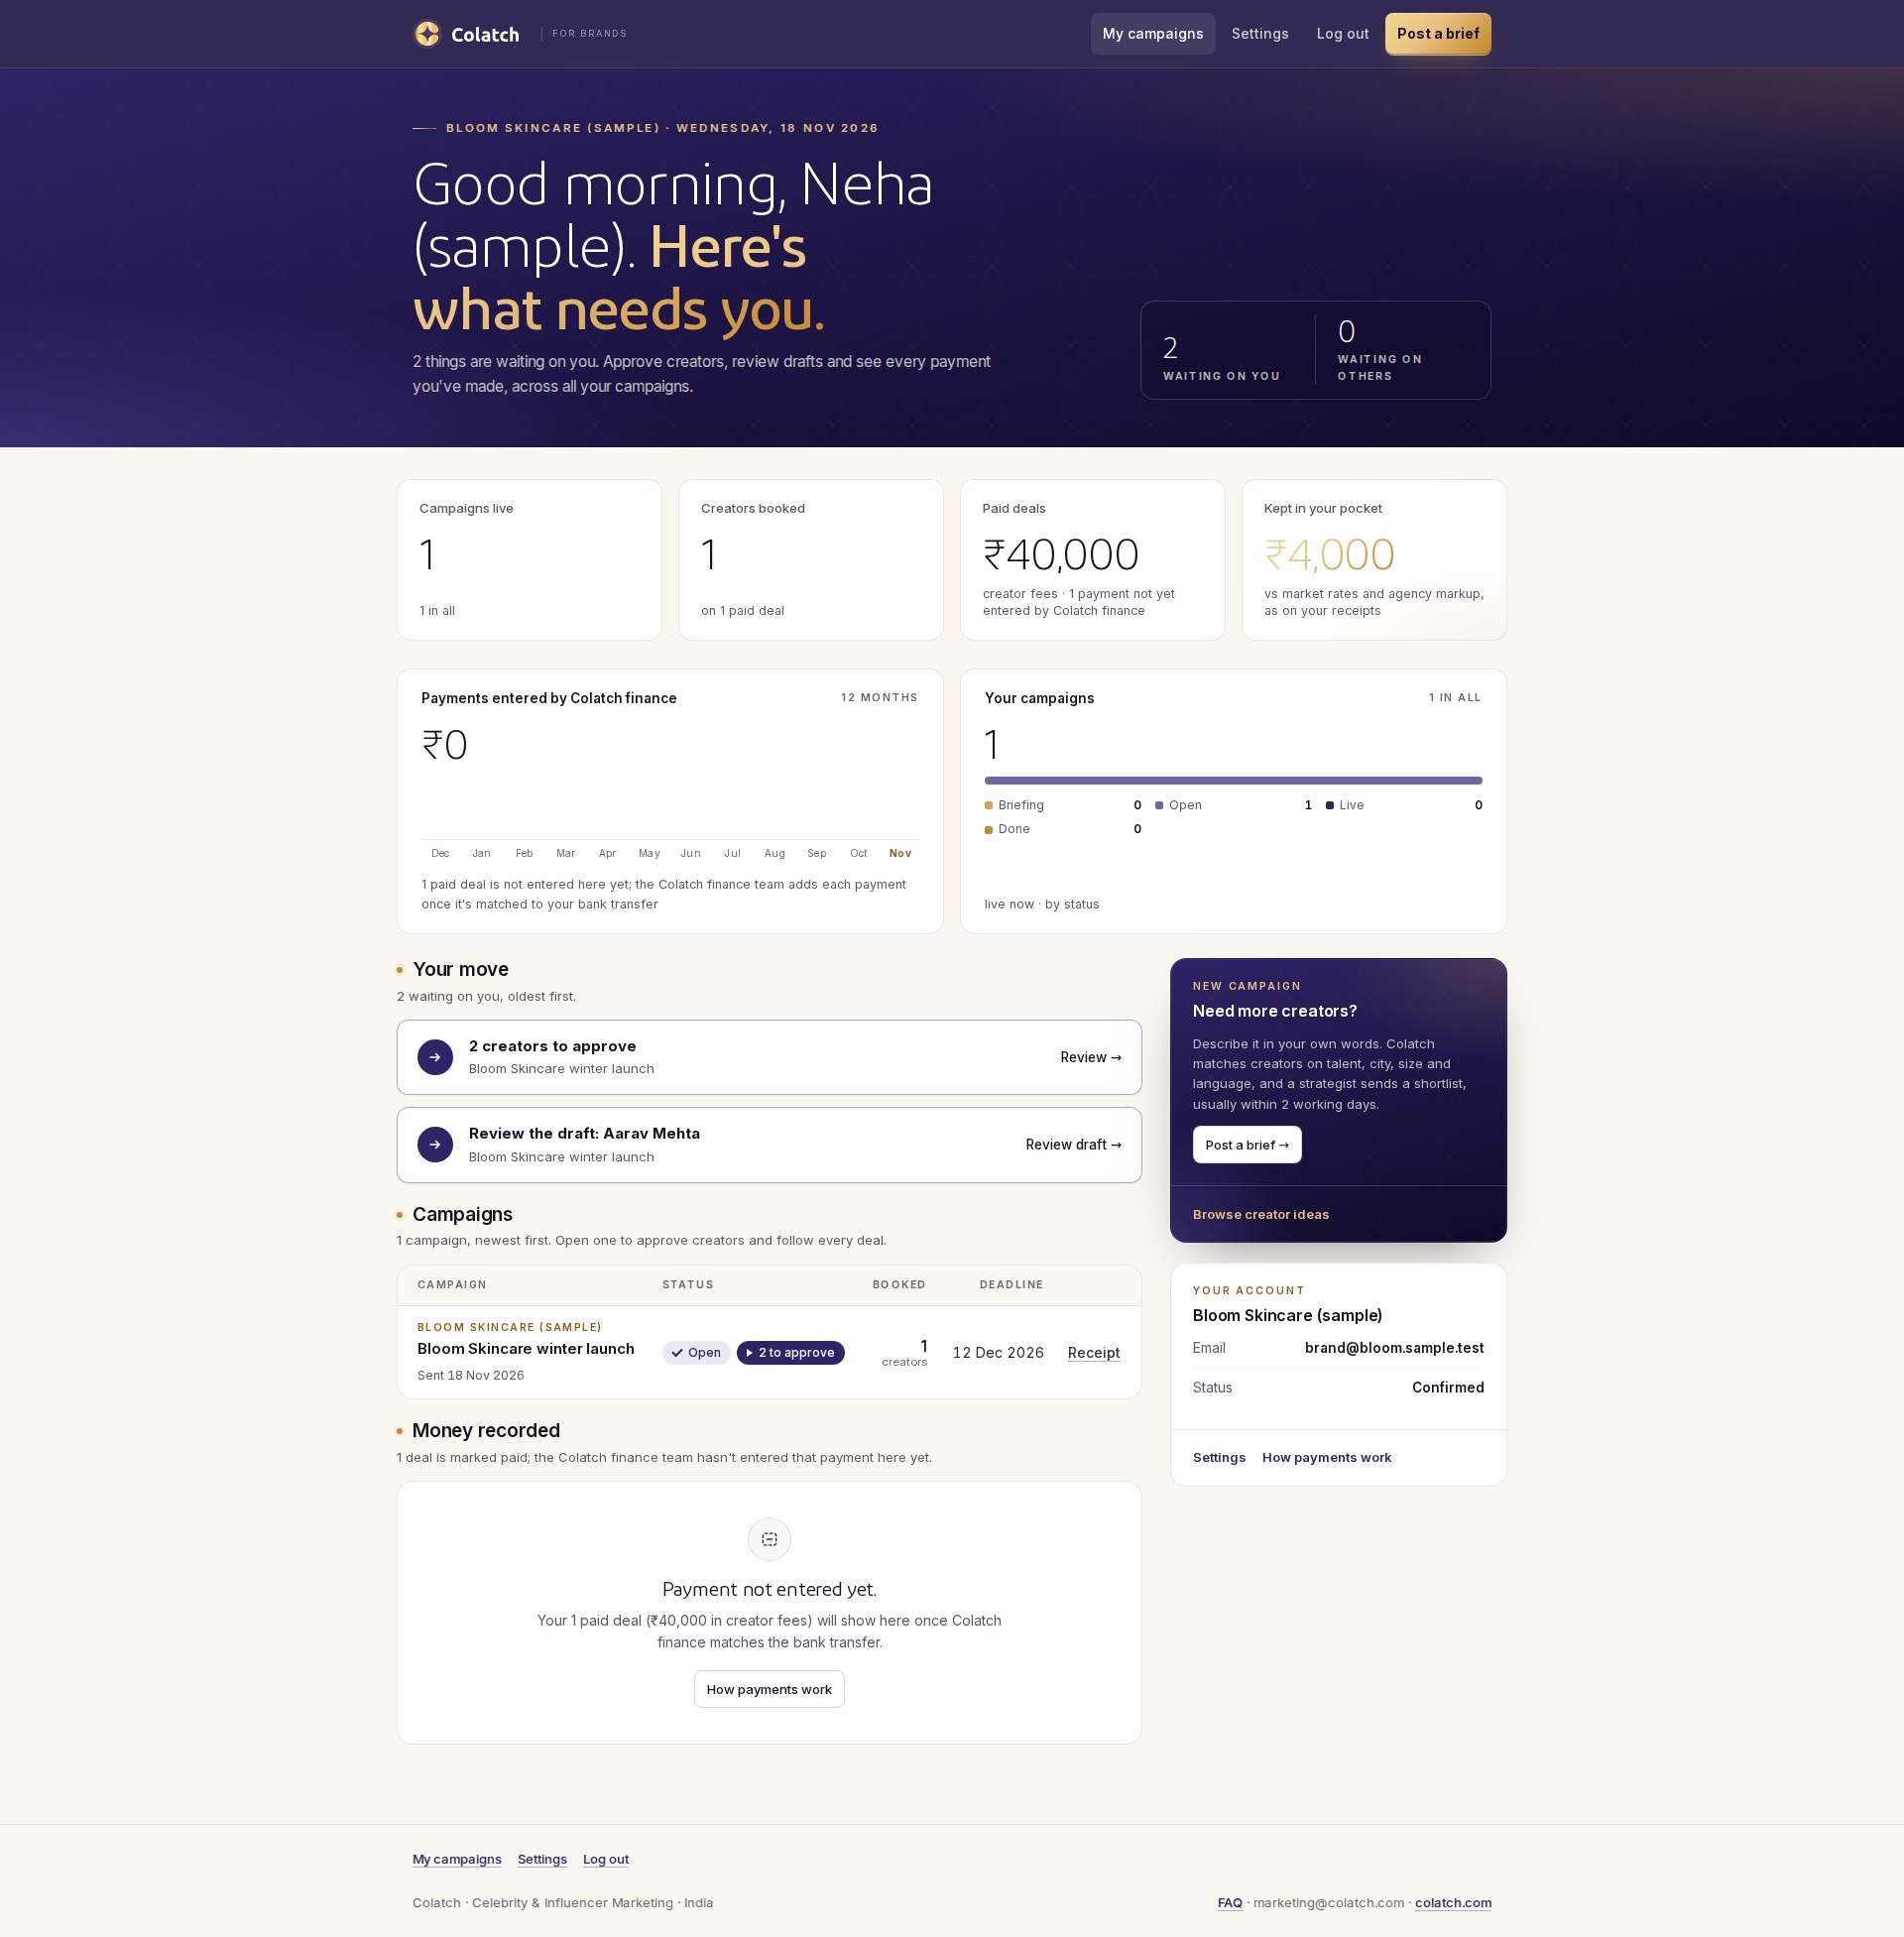 Colatch
FOR BRANDS
My campaigns
Settings
Log out
Post a brief
BLOOM SKINCARE (SAMPLE) · WEDNESDAY, 18 NOV 2026
Good morning, Neha
(sample). Here's
what needs you.
2 things are waiting on you. Approve creators, review drafts and see every payment
you've made, across all your campaigns.
2
WAITING ON YOU
0
WAITING ON
OTHERS
Campaigns live
1
1 in all
Creators booked
1
on 1 paid deal
Paid deals
₹40,000
creator fees · 1 payment not yet
entered by Colatch finance
Kept in your pocket
₹4,000
vs market rates and agency markup,
as on your receipts
Payments entered by Colatch finance
12 MONTHS
₹0
Dec Jan Feb Mar Apr May Jun Jul Aug Sep Oct Nov
1 paid deal is not entered here yet; the Colatch finance team adds each payment
once it's matched to your bank transfer
Your campaigns
1 IN ALL
1
Briefing 0 Open 1 Live 0
Done 0
live now · by status
Your move
2 waiting on you, oldest first.
2 creators to approve
Bloom Skincare winter launch
Review →
Review the draft: Aarav Mehta
Bloom Skincare winter launch
Review draft →
Campaigns
1 campaign, newest first. Open one to approve creators and follow every deal.
CAMPAIGN STATUS BOOKED DEADLINE
BLOOM SKINCARE (SAMPLE)
Bloom Skincare winter launch
Sent 18 Nov 2026
Open
2 to approve
1
creators
12 Dec 2026
Receipt
Money recorded
1 deal is marked paid; the Colatch finance team hasn't entered that payment here yet.
Payment not entered yet.
Your 1 paid deal (₹40,000 in creator fees) will show here once Colatch
finance matches the bank transfer.
How payments work
NEW CAMPAIGN
Need more creators?
Describe it in your own words. Colatch
matches creators on talent, city, size and
language, and a strategist sends a shortlist,
usually within 2 working days.
Post a brief →
Browse creator ideas
YOUR ACCOUNT
Bloom Skincare (sample)
Email brand@bloom.sample.test
Status Confirmed
Settings How payments work
My campaigns Settings Log out
Colatch · Celebrity & Influencer Marketing · India
FAQ · marketing@colatch.com · colatch.com